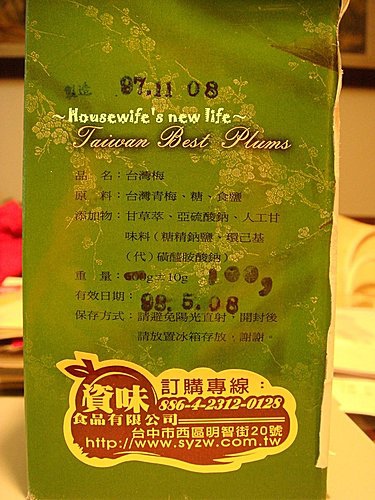 製造 97.11 08
~Housewife's new life~
Taiwan Best Plums
品 名：台灣梅
原 料：台灣青梅、糖、食鹽
添加物：甘草萃、亞硫酸鈉、人工甘
味料（糖精鈉鹽、環己基
（代）磺醯胺酸鈉）
重 量： g±10g
有效日期：98.5.08
保存方式：請避免陽光直射，開封後
請放置冰箱存放，謝謝。
資味
食品有限公司
訂購專線：
886-4-2312-0128
台中市西區明智街20號
http://www.syzw.com.tw